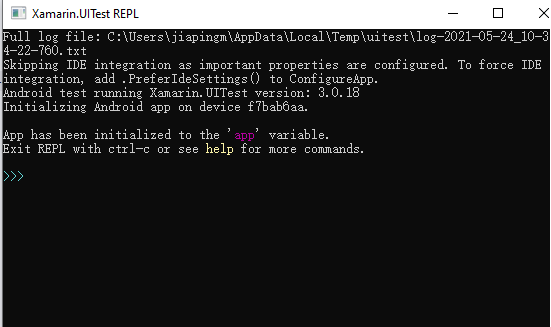 Xamarin.UITest REPL
Full log file: C:\Users\jiapingm\AppData\Local\Temp\uitest\log-2021-05-24_10-3
4-22-760.txt
Skipping IDE integration as important properties are configured. To force IDE
integration, add .PreferIdeSettings() to ConfigureApp.
Android test running Xamarin.UITest version: 3.0.18
Initializing Android app on device f7bab6aa.
App has been initialized to the 'app' variable.
Exit REPL with ctrl-c or see help for more commands.
>>>